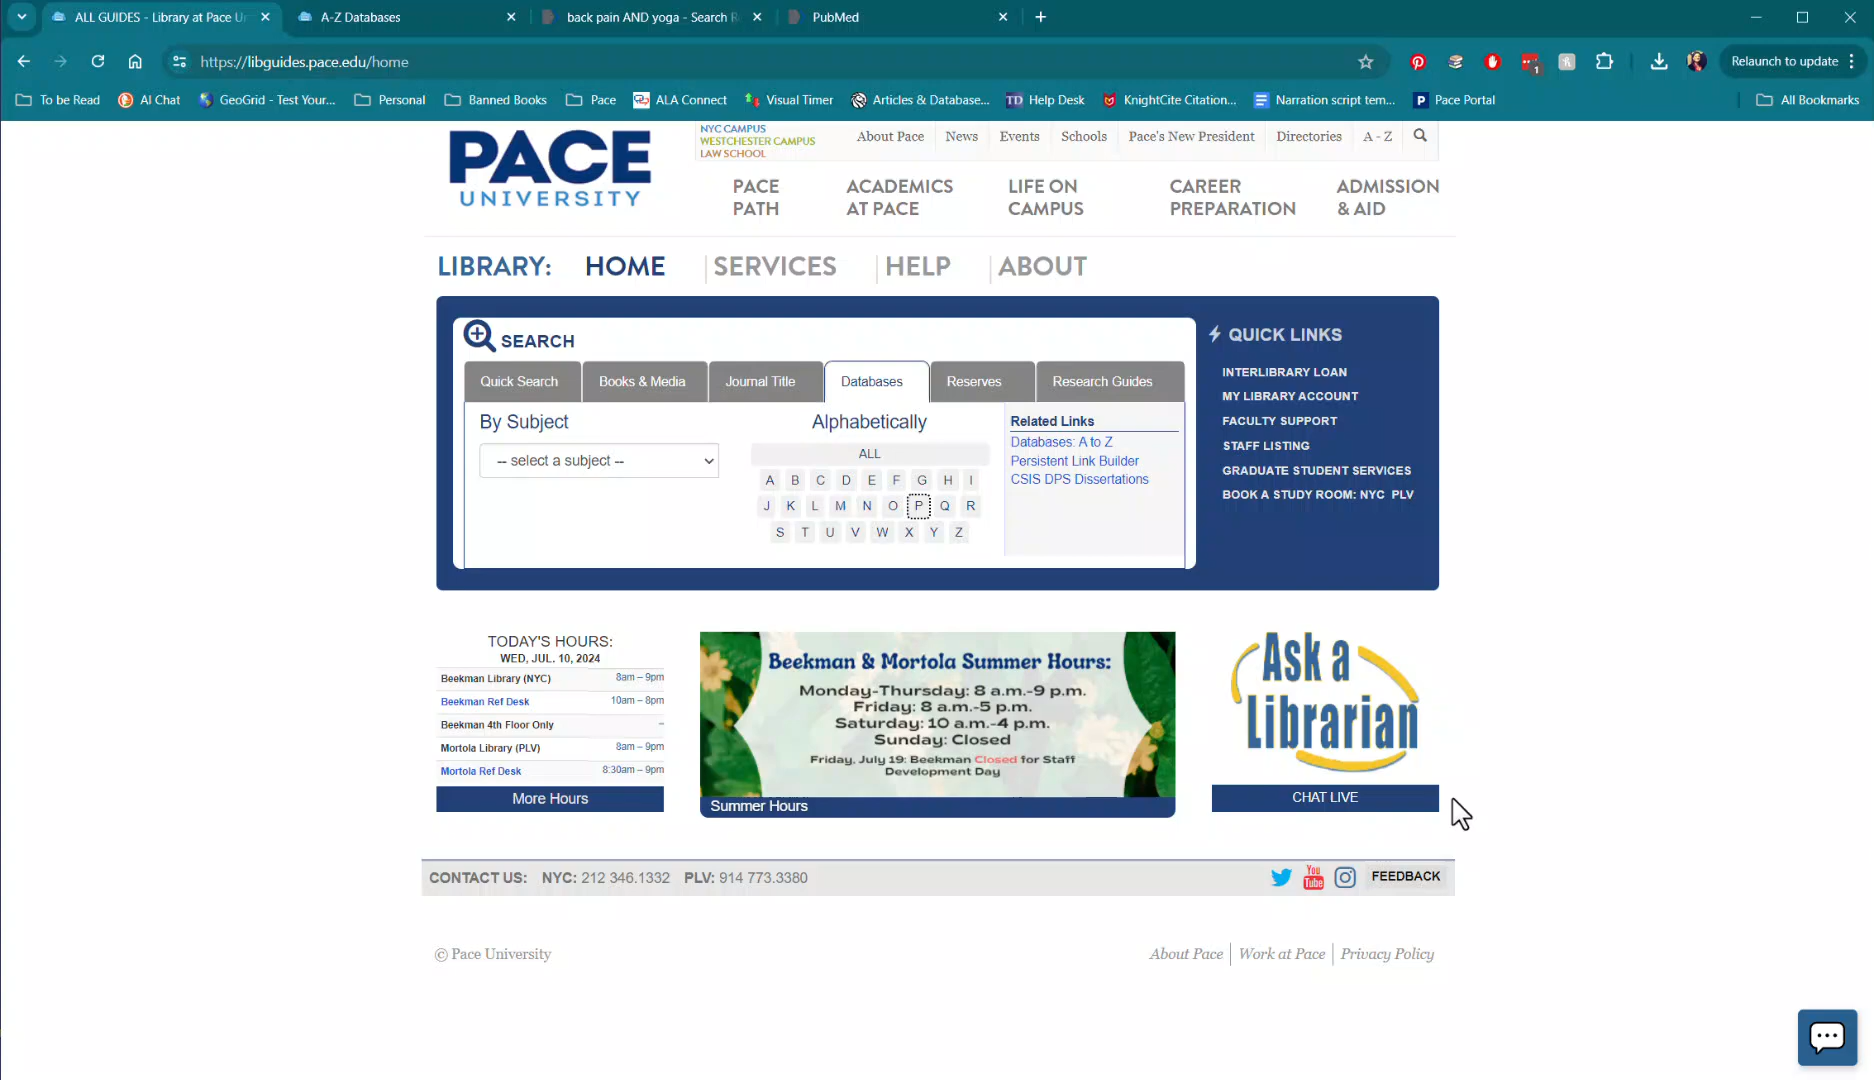 ALL GUIDES - Library at Pace U
A-Z Databases
back pain AND yoga - Search R
PubMed
https://libguides.pace.edu/home
Relaunch to update
To be Read
AI Chat
GeoGrid - Test Your...
Personal
Banned Books
Pace
ALA Connect
Visual Timer
Articles & Database...
TD Help Desk
KnightCite Citation...
Narration script tem...
P Pace Portal
All Bookmarks
PACE
UNIVERSITY
NYC CAMPUS
WESTCHESTER CAMPUS
LAW SCHOOL
About Pace News Events Schools Pace's New President Directories A - Z
PACE PATH
ACADEMICS AT PACE
LIFE ON CAMPUS
CAREER PREPARATION
ADMISSION & AID
LIBRARY: HOME SERVICES HELP ABOUT
SEARCH
Quick Search Books & Media Journal Title Databases Reserves Research Guides
By Subject
-- select a subject --
Alphabetically
ALL
A B C D E F G H I
J K L M N O P Q R
S T U V W X Y Z
Related Links
Databases: A to Z
Persistent Link Builder
CSIS DPS Dissertations
QUICK LINKS
INTERLIBRARY LOAN
MY LIBRARY ACCOUNT
FACULTY SUPPORT
STAFF LISTING
GRADUATE STUDENT SERVICES
BOOK A STUDY ROOM: NYC PLV
TODAY'S HOURS:
WED, JUL. 10, 2024
Beekman Library (NYC) 8am – 9pm
Beekman Ref Desk 10am – 8pm
Beekman 4th Floor Only –
Mortola Library (PLV) 8am – 9pm
Mortola Ref Desk 8:30am – 9pm
More Hours
Beekman & Mortola Summer Hours:
Monday-Thursday: 8 a.m.-9 p.m.
Friday: 8 a.m.-5 p.m.
Saturday: 10 a.m.-4 p.m.
Sunday: Closed
Friday, July 19: Beekman Closed for Staff
Development Day
Summer Hours
Ask a
Librarian
CHAT LIVE
CONTACT US: NYC: 212 346.1332 PLV: 914 773.3380
You
Tube
FEEDBACK
© Pace University
About Pace Work at Pace Privacy Policy